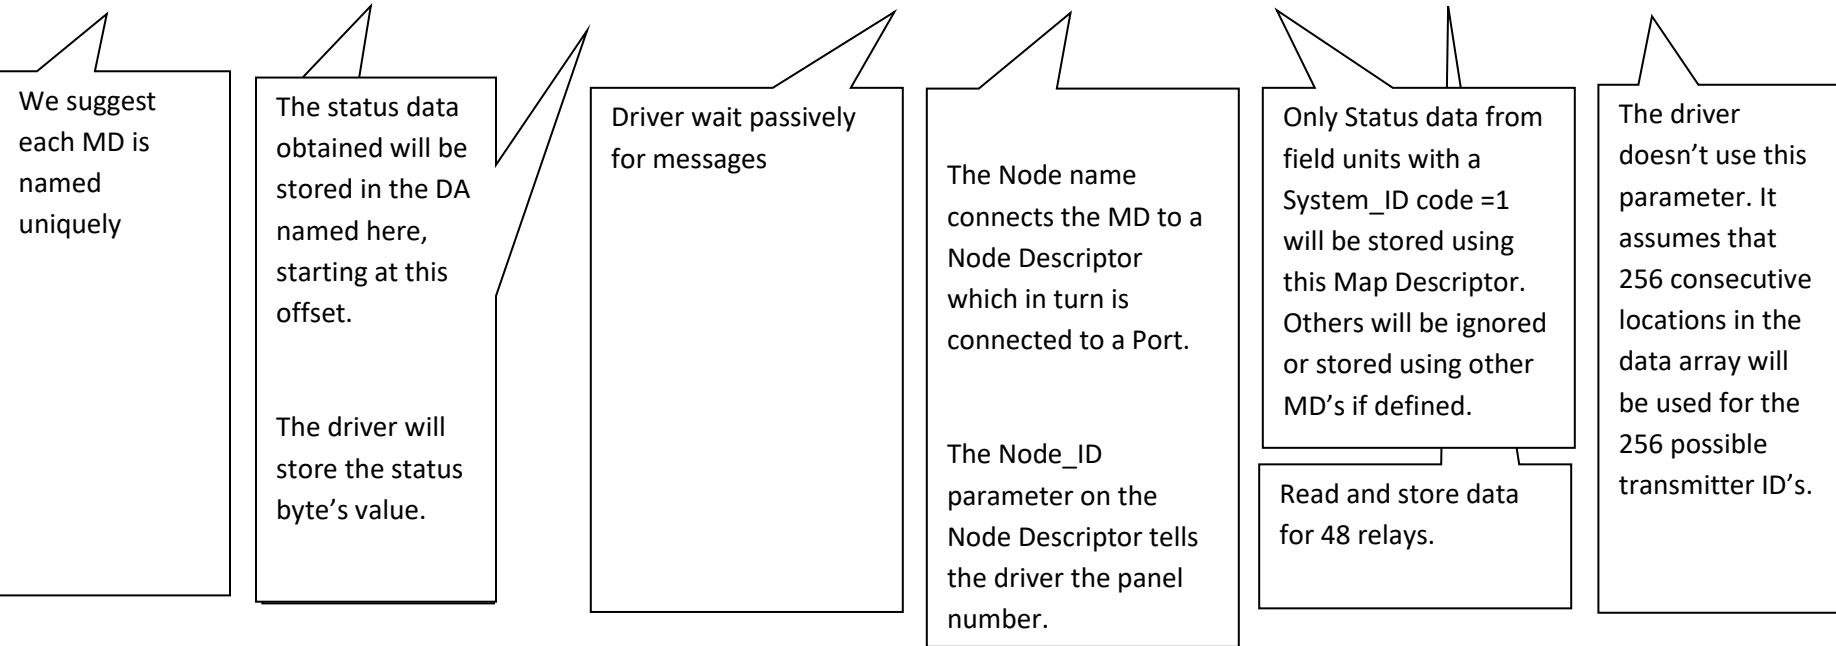 We suggest
each MD is
named
uniquely
The status data
obtained will be
stored in the DA
named here,
starting at this
offset.
The driver will
store the status
byte’s value.
Driver wait passively
for messages
The Node name
connects the MD to a
Node Descriptor
which in turn is
connected to a Port.
The Node_ID
parameter on the
Node Descriptor tells
the driver the panel
number.
Only Status data from
field units with a
System_ID code =1
will be stored using
this Map Descriptor.
Others will be ignored
or stored using other
MD’s if defined.
Read and store data
for 48 relays.
The driver
doesn’t use this
parameter. It
assumes that
256 consecutive
locations in the
data array will
be used for the
256 possible
transmitter ID’s.